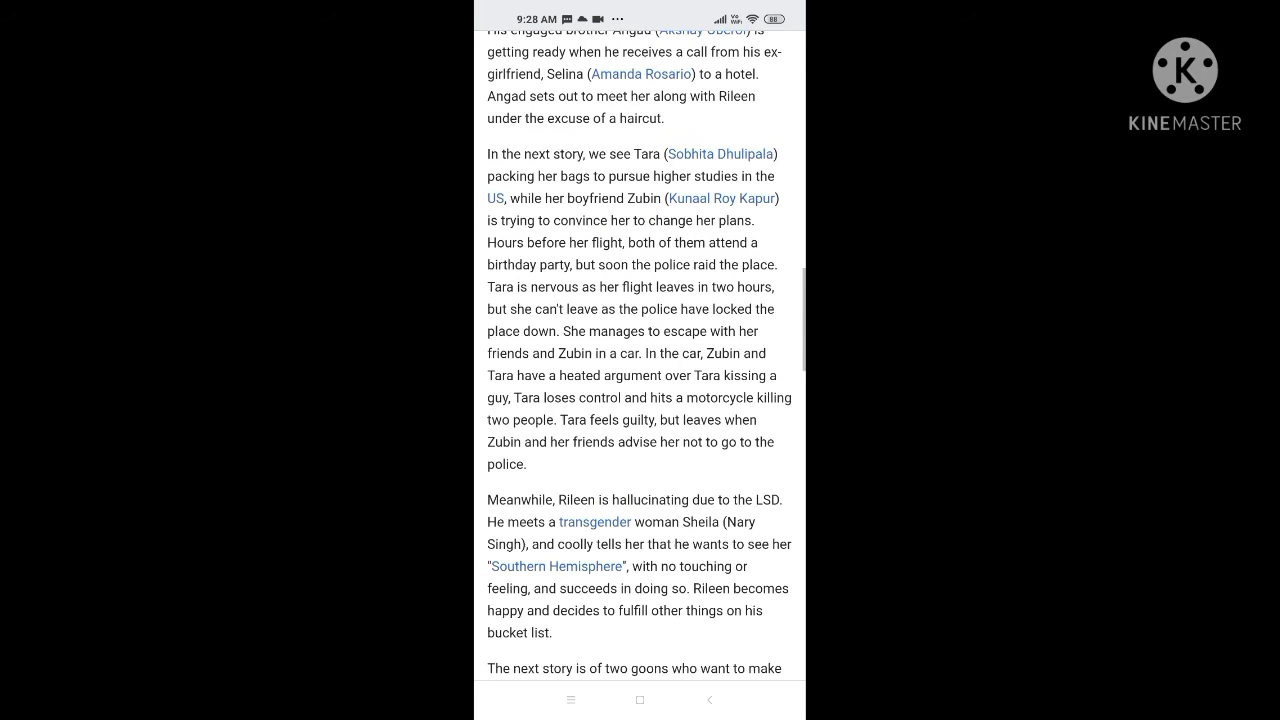 9:28 AM
Vo
WiFi
88
His engaged brother Angad (Akshay Oberoi) is
getting ready when he receives a call from his ex-
girlfriend, Selina (Amanda Rosario) to a hotel.
Angad sets out to meet her along with Rileen
under the excuse of a haircut.
In the next story, we see Tara (Sobhita Dhulipala)
packing her bags to pursue higher studies in the
US, while her boyfriend Zubin (Kunaal Roy Kapur)
is trying to convince her to change her plans.
Hours before her flight, both of them attend a
birthday party, but soon the police raid the place.
Tara is nervous as her flight leaves in two hours,
but she can't leave as the police have locked the
place down. She manages to escape with her
friends and Zubin in a car. In the car, Zubin and
Tara have a heated argument over Tara kissing a
guy, Tara loses control and hits a motorcycle killing
two people. Tara feels guilty, but leaves when
Zubin and her friends advise her not to go to the
police.
Meanwhile, Rileen is hallucinating due to the LSD.
He meets a transgender woman Sheila (Nary
Singh), and coolly tells her that he wants to see her
"Southern Hemisphere", with no touching or
feeling, and succeeds in doing so. Rileen becomes
happy and decides to fulfill other things on his
bucket list.
The next story is of two goons who want to make
K
KINEMASTER